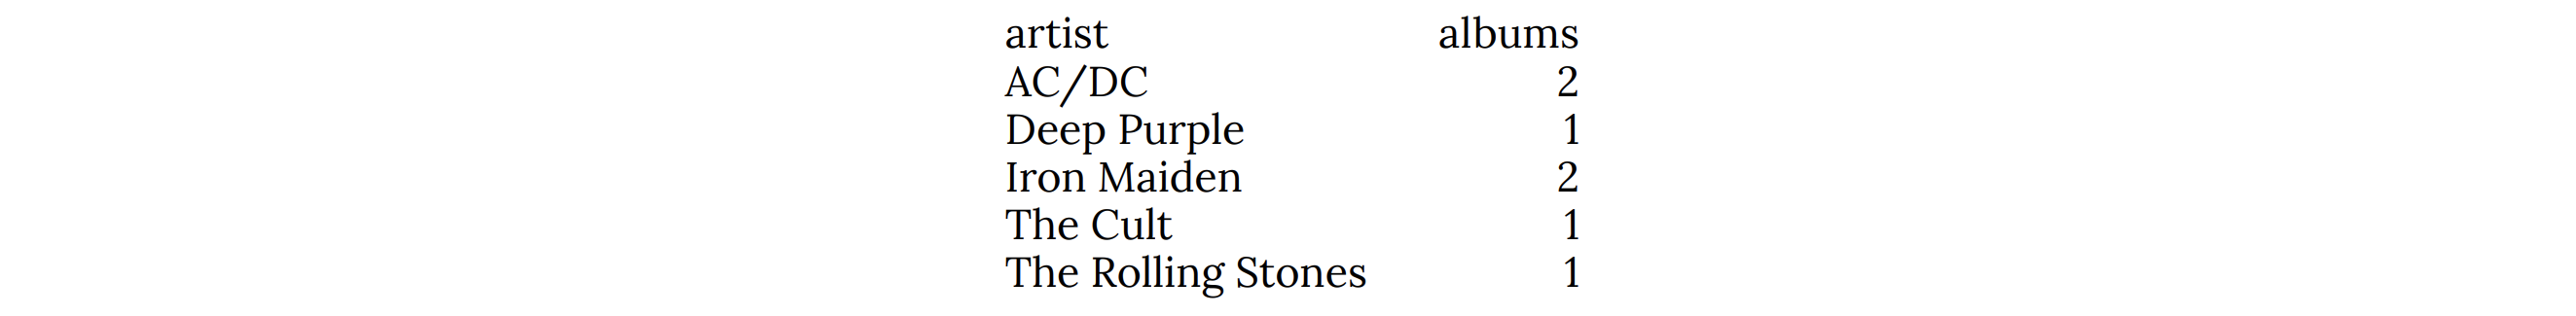 artist albums
AC/DC 2
Deep Purple 1
Iron Maiden 2
The Cult 1
The Rolling Stones 1